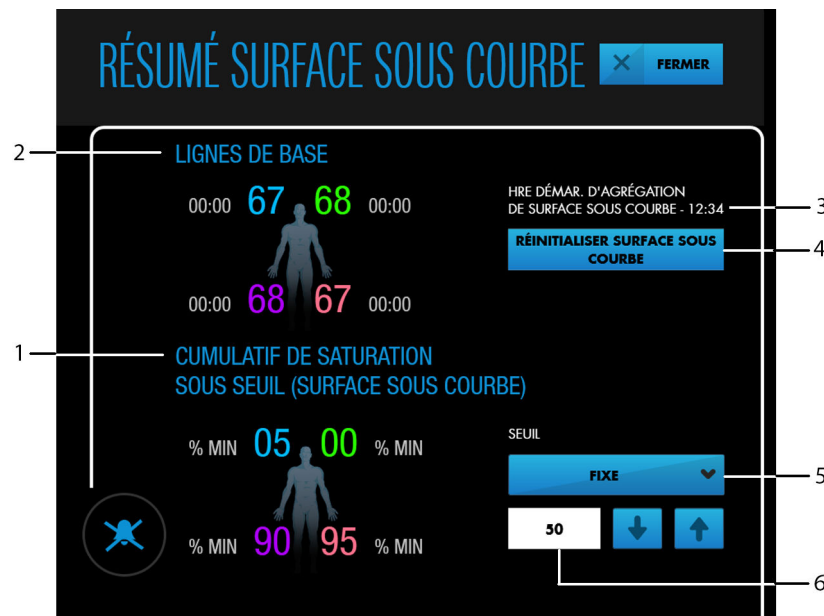 RÉSUMÉ SURFACE SOUS COURBE
FERMER
2
LIGNES DE BASE
00:00 67 68 00:00
00:00 68 67 00:00
HRE DÉMAR. D'AGRÉGATION
DE SURFACE SOUS COURBE - 12:34
3
RÉINITIALISER SURFACE SOUS
COURBE
4
1
CUMULATIF DE SATURATION
SOUS SEUIL (SURFACE SOUS COURBE)
% MIN 05 00 % MIN
% MIN 90 95 % MIN
SEUIL
FIXE
5
50
6